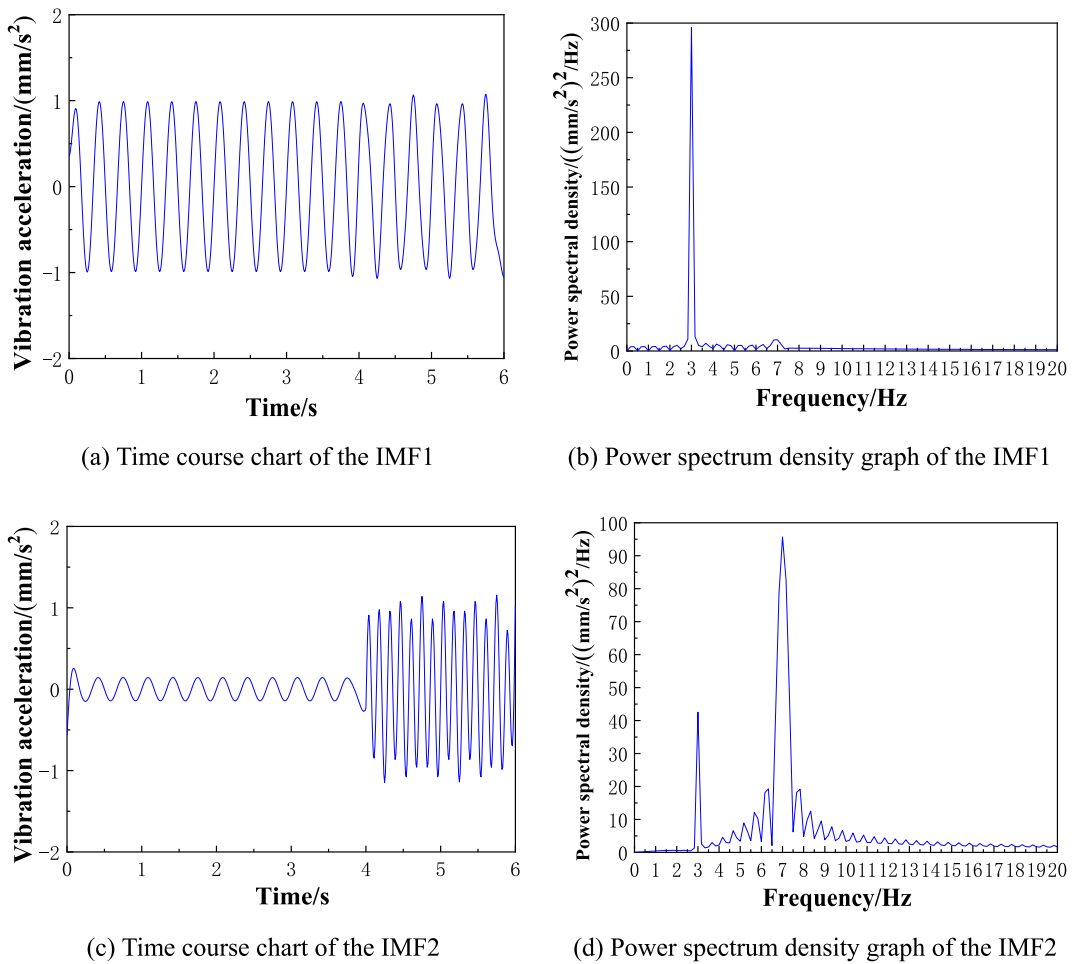 Vibration acceleration/(mm/s²)
2
1
0
-1
-2
0 1 2 3 4 5 6
Time/s
(a) Time course chart of the IMF1
Power spectral density/((mm/s²)²/Hz)
300
250
200
150
100
50
0
0 1 2 3 4 5 6 7 8 9 10 11 12 13 14 15 16 17 18 19 20
Frequency/Hz
(b) Power spectrum density graph of the IMF1
Vibration acceleration/(mm/s²)
2
1
0
-1
-2
0 1 2 3 4 5 6
Time/s
(c) Time course chart of the IMF2
Power spectral density/((mm/s²)²/Hz)
100
90
80
70
60
50
40
30
20
10
0
0 1 2 3 4 5 6 7 8 9 10 11 12 13 14 15 16 17 18 19 20
Frequency/Hz
(d) Power spectrum density graph of the IMF2